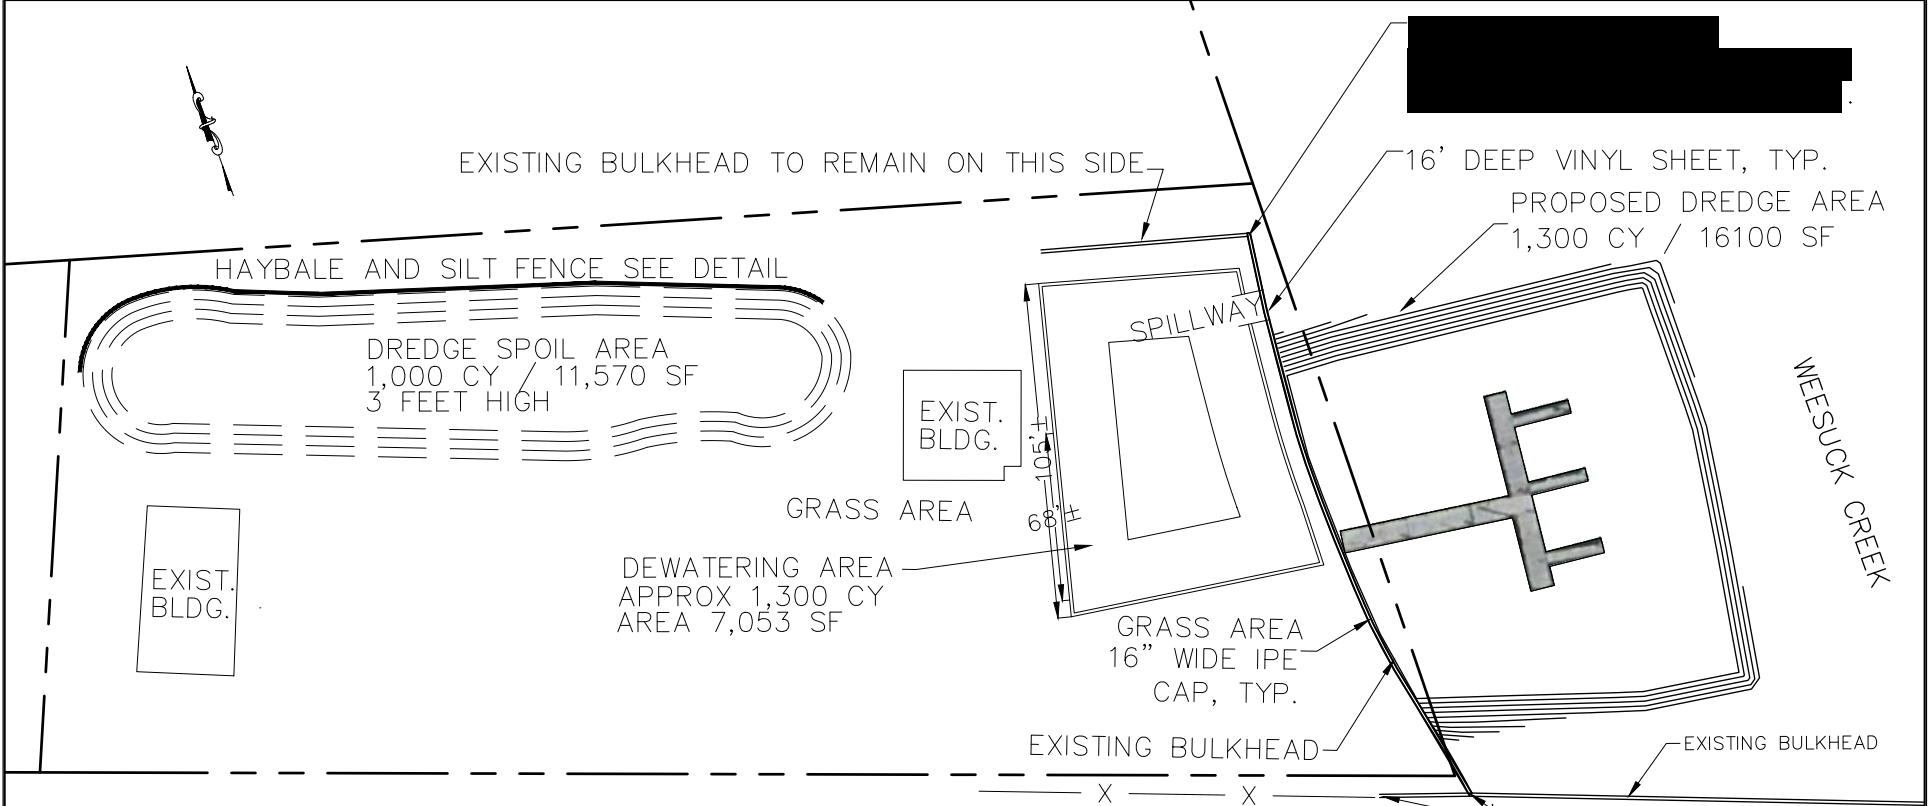 EXISTING BULKHEAD TO REMAIN ON THIS SIDE
16' DEEP VINYL SHEET, TYP.
PROPOSED DREDGE AREA
1,300 CY / 16100 SF
HAYBALE AND SILT FENCE SEE DETAIL
SPILLWAY
DREDGE SPOIL AREA
1,000 CY / 11,570 SF
3 FEET HIGH
EXIST.
BLDG.
105'±
68'±
WEESUCK CREEK
GRASS AREA
DEWATERING AREA
APPROX 1,300 CY
AREA 7,053 SF
EXIST.
BLDG.
GRASS AREA
16" WIDE IPE
CAP, TYP.
EXISTING BULKHEAD
EXISTING BULKHEAD
X X